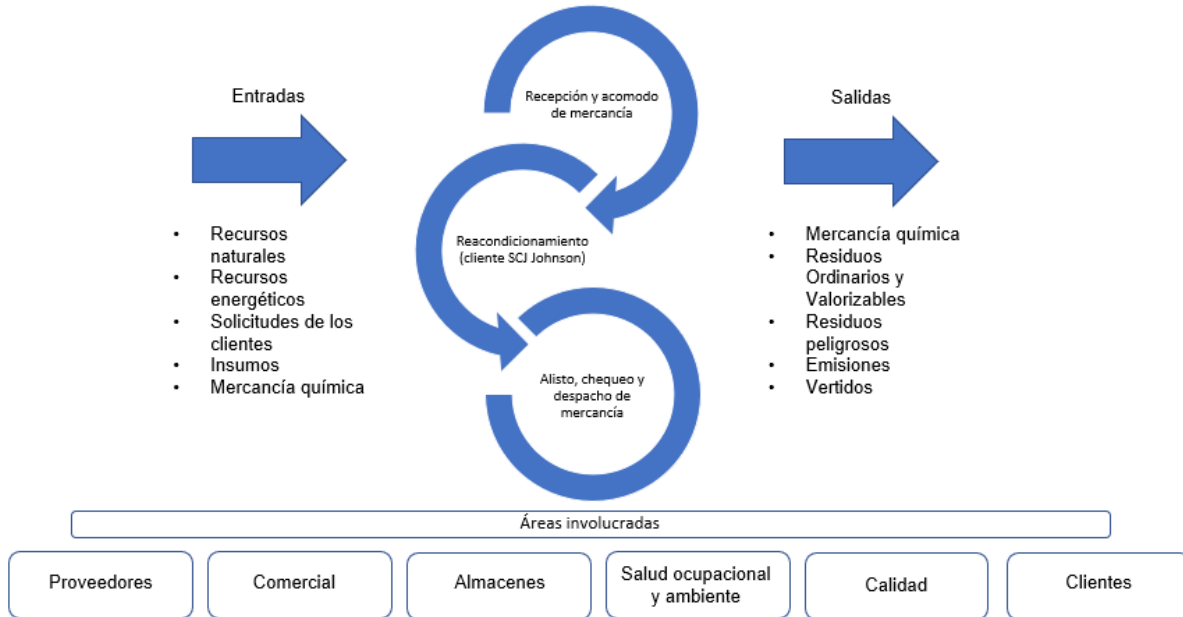 Entradas
• Recursos
naturales
• Recursos
energéticos
• Solicitudes de los
clientes
• Insumos
• Mercancía química
Recepción y acomodo
de mercancía
Reacondicionamiento
(cliente SCJ Johnson)
Alisto, chequeo y
despacho de
mercancía
Salidas
• Mercancía química
• Residuos
Ordinarios y
Valorizables
• Residuos
peligrosos
• Emisiones
• Vertidos
Áreas involucradas
Proveedores
Comercial
Almacenes
Salud ocupacional
y ambiente
Calidad
Clientes